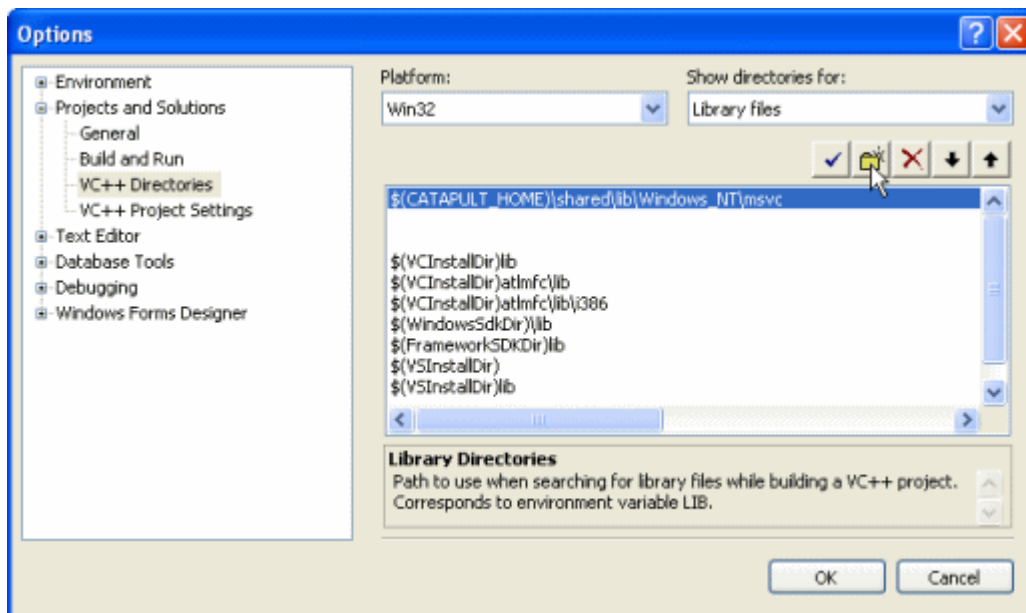 Options
Environment
Projects and Solutions
General
Build and Run
VC++ Directories
VC++ Project Settings
Text Editor
Database Tools
Debugging
Windows Forms Designer
Platform:
Win32
Show directories for:
Library files
$(CATAPULT_HOME)\shared\lib\Windows_NT\msvc
$(VCInstallDir)lib
$(VCInstallDir)atlmfc\lib
$(VCInstallDir)atlmfc\lib\i386
$(WindowsSdkDir)\lib
$(FrameworkSDKDir)lib
$(VSInstallDir)
$(VSInstallDir)lib
Library Directories
Path to use when searching for library files while building a VC++ project.
Corresponds to environment variable LIB.
OK
Cancel